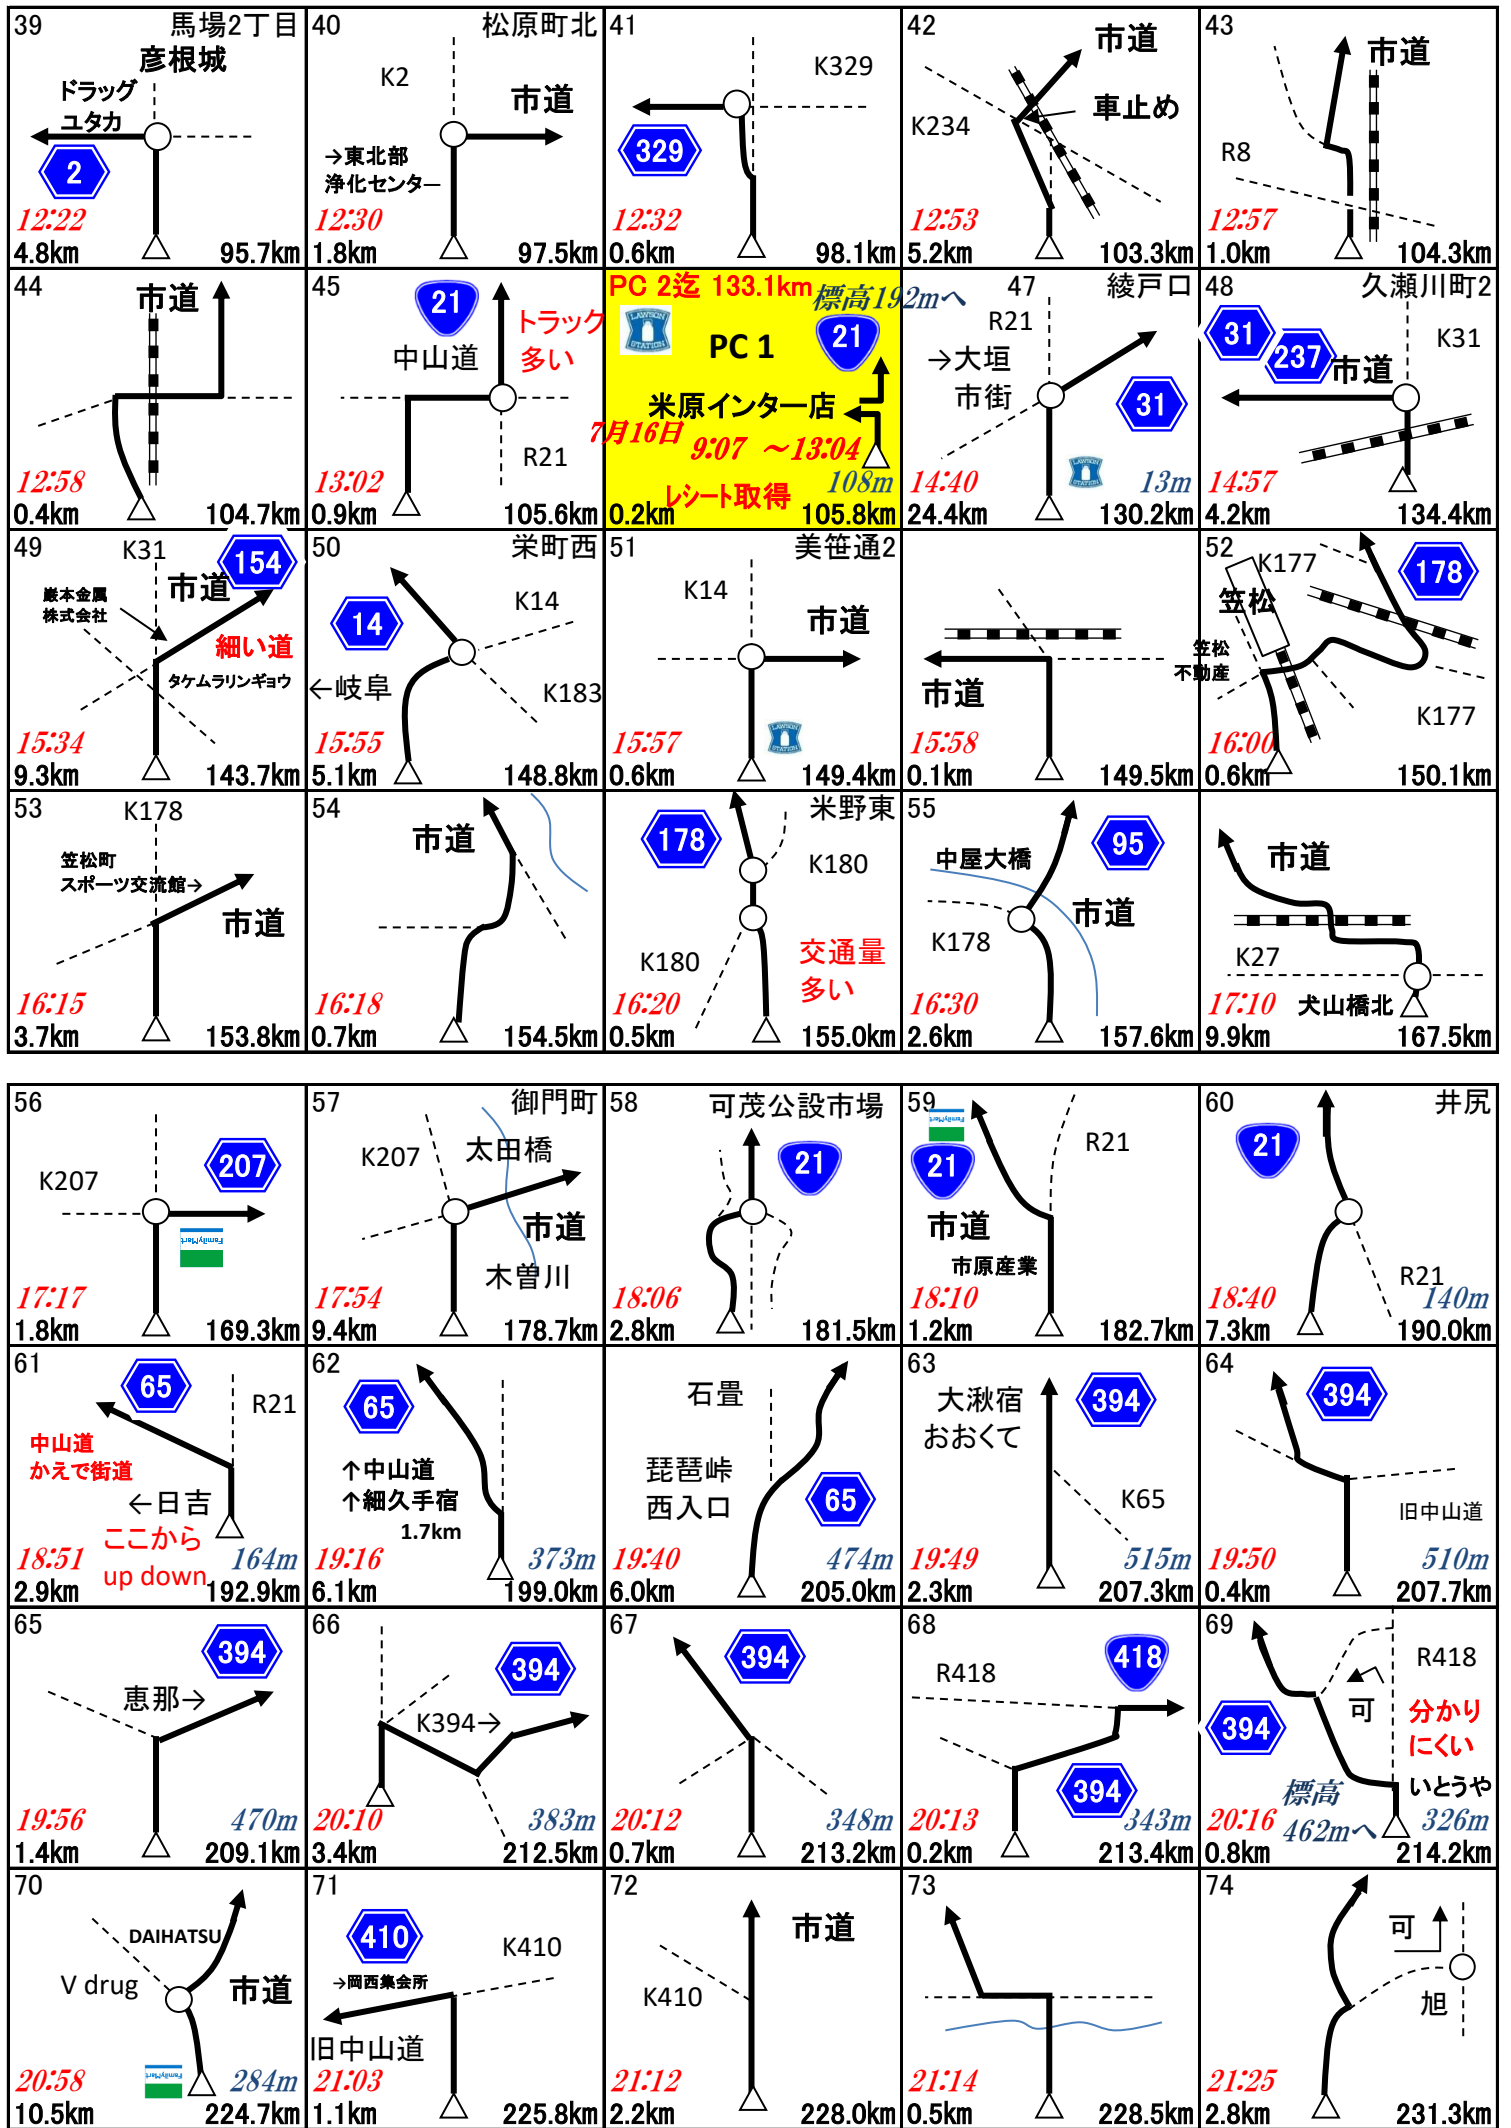 39 馬場2丁目
彦根城
ドラッグ
ユタカ
2
12:22
4.8km 95.7km
40 松原町北
K2
市道
→東北部
浄化センター
12:30
1.8km 97.5km
41
K329
329
12:32
0.6km 98.1km
42
市道
車止め
K234
12:53
5.2km 103.3km
43
市道
R8
12:57
1.0km 104.3km
44
市道
12:58
0.4km 104.7km
45
21
トラック
多い
中山道
R21
13:02
0.9km 105.6km
PC 2迄 133.1km
標高192mへ
LAWSON
STATION
PC 1
21
米原インター店
7月16日
9:07 ～13:04
レシート取得
108m
0.2km 105.8km
47 綾戸口
R21
→大垣
市街
31
LAWSON
STATION
14:40
13m
24.4km 130.2km
48 久瀬川町2
31
K31
237
市道
14:57
4.2km 134.4km
49
K31
154
市道
巌本金属
株式会社
細い道
タケムラリンギョウ
15:34
9.3km 143.7km
50 栄町西
K14
14
←岐阜
K183
15:55
5.1km 148.8km
51 美笹通2
K14
市道
LAWSON
STATION
15:57
0.6km 149.4km
市道
15:58
0.1km 149.5km
52
K177
178
笠松
笠松
不動産
K177
16:00
0.6km 150.1km
53
K178
笠松町
スポーツ交流館→
市道
16:15
3.7km 153.8km
54
市道
16:18
0.7km 154.5km
米野東
178
K180
K180
交通量
多い
16:20
0.5km 155.0km
55
95
中屋大橋
市道
K178
16:30
2.6km 157.6km
市道
K27
犬山橋北
17:10
9.9km 167.5km
56
207
K207
FamilyMart
17:17
1.8km 169.3km
57 御門町
K207
太田橋
市道
木曽川
17:54
9.4km 178.7km
58 可茂公設市場
21
18:06
2.8km 181.5km
59
FamilyMart
R21
21
市道
市原産業
18:10
1.2km 182.7km
60 井尻
21
R21
18:40
140m
7.3km 190.0km
61
65
R21
中山道
かえで街道
←日吉
ここから
up down
18:51
164m
2.9km 192.9km
62
65
↑中山道
↑細久手宿
1.7km
19:16
373m
6.1km 199.0km
石畳
琵琶峠
西入口
65
19:40
474m
6.0km 205.0km
63
大湫宿
おおくて
394
K65
19:49
515m
2.3km 207.3km
64
394
旧中山道
19:50
510m
0.4km 207.7km
65
394
恵那→
19:56
470m
1.4km 209.1km
66
394
K394→
20:10
383m
3.4km 212.5km
67
394
20:12
348m
0.7km 213.2km
68
418
R418
394
20:13
343m
0.2km 213.4km
69
R418
可
分かり
にくい
394
いとうや
標高
462mへ
20:16
326m
0.8km 214.2km
70
DAIHATSU
V drug
市道
FamilyMart
20:58
284m
10.5km 224.7km
71
410
K410
→岡西集会所
旧中山道
21:03
1.1km 225.8km
72
市道
K410
21:12
2.2km 228.0km
73
21:14
0.5km 228.5km
74
可
旭
21:25
2.8km 231.3km